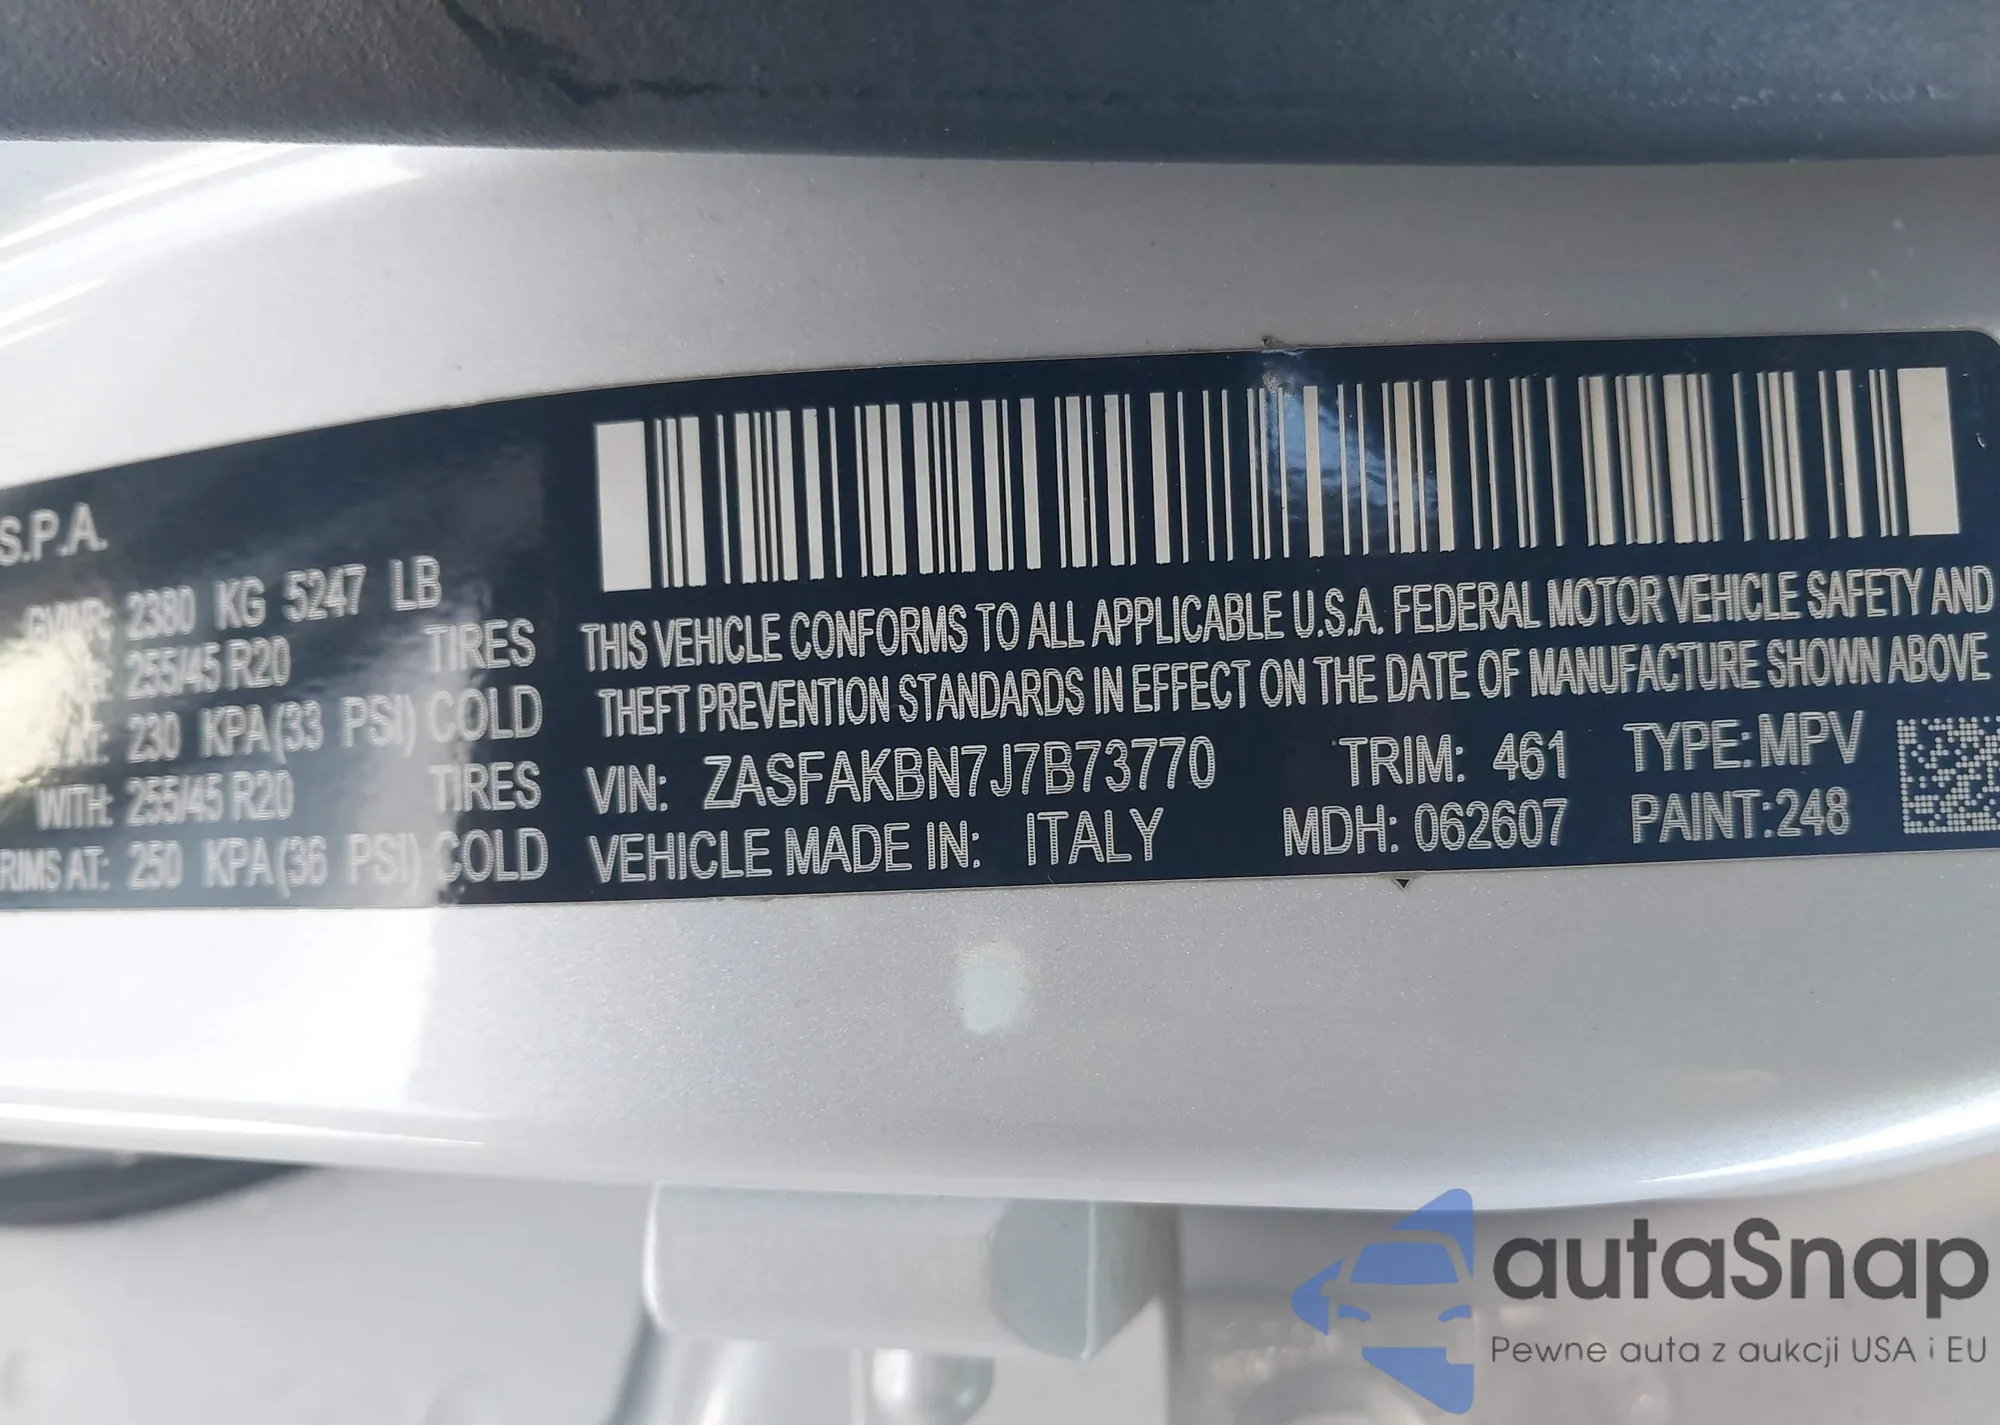 S.P.A.
GVWR: 2380 KG 5247 LB
255/45 R20 TIRES
AT: 230 KPA(33 PSI) COLD
WITH: 255/45 R20 TIRES
RIMS AT: 250 KPA(36 PSI) COLD
THIS VEHICLE CONFORMS TO ALL APPLICABLE U.S.A. FEDERAL MOTOR VEHICLE SAFETY AND
THEFT PREVENTION STANDARDS IN EFFECT ON THE DATE OF MANUFACTURE SHOWN ABOVE
VIN: ZASFAKBN7J7B73770 TRIM: 461 TYPE: MPV
VEHICLE MADE IN: ITALY MDH: 062607 PAINT:248
autaSnap
Pewne auta z aukcji USA i EU